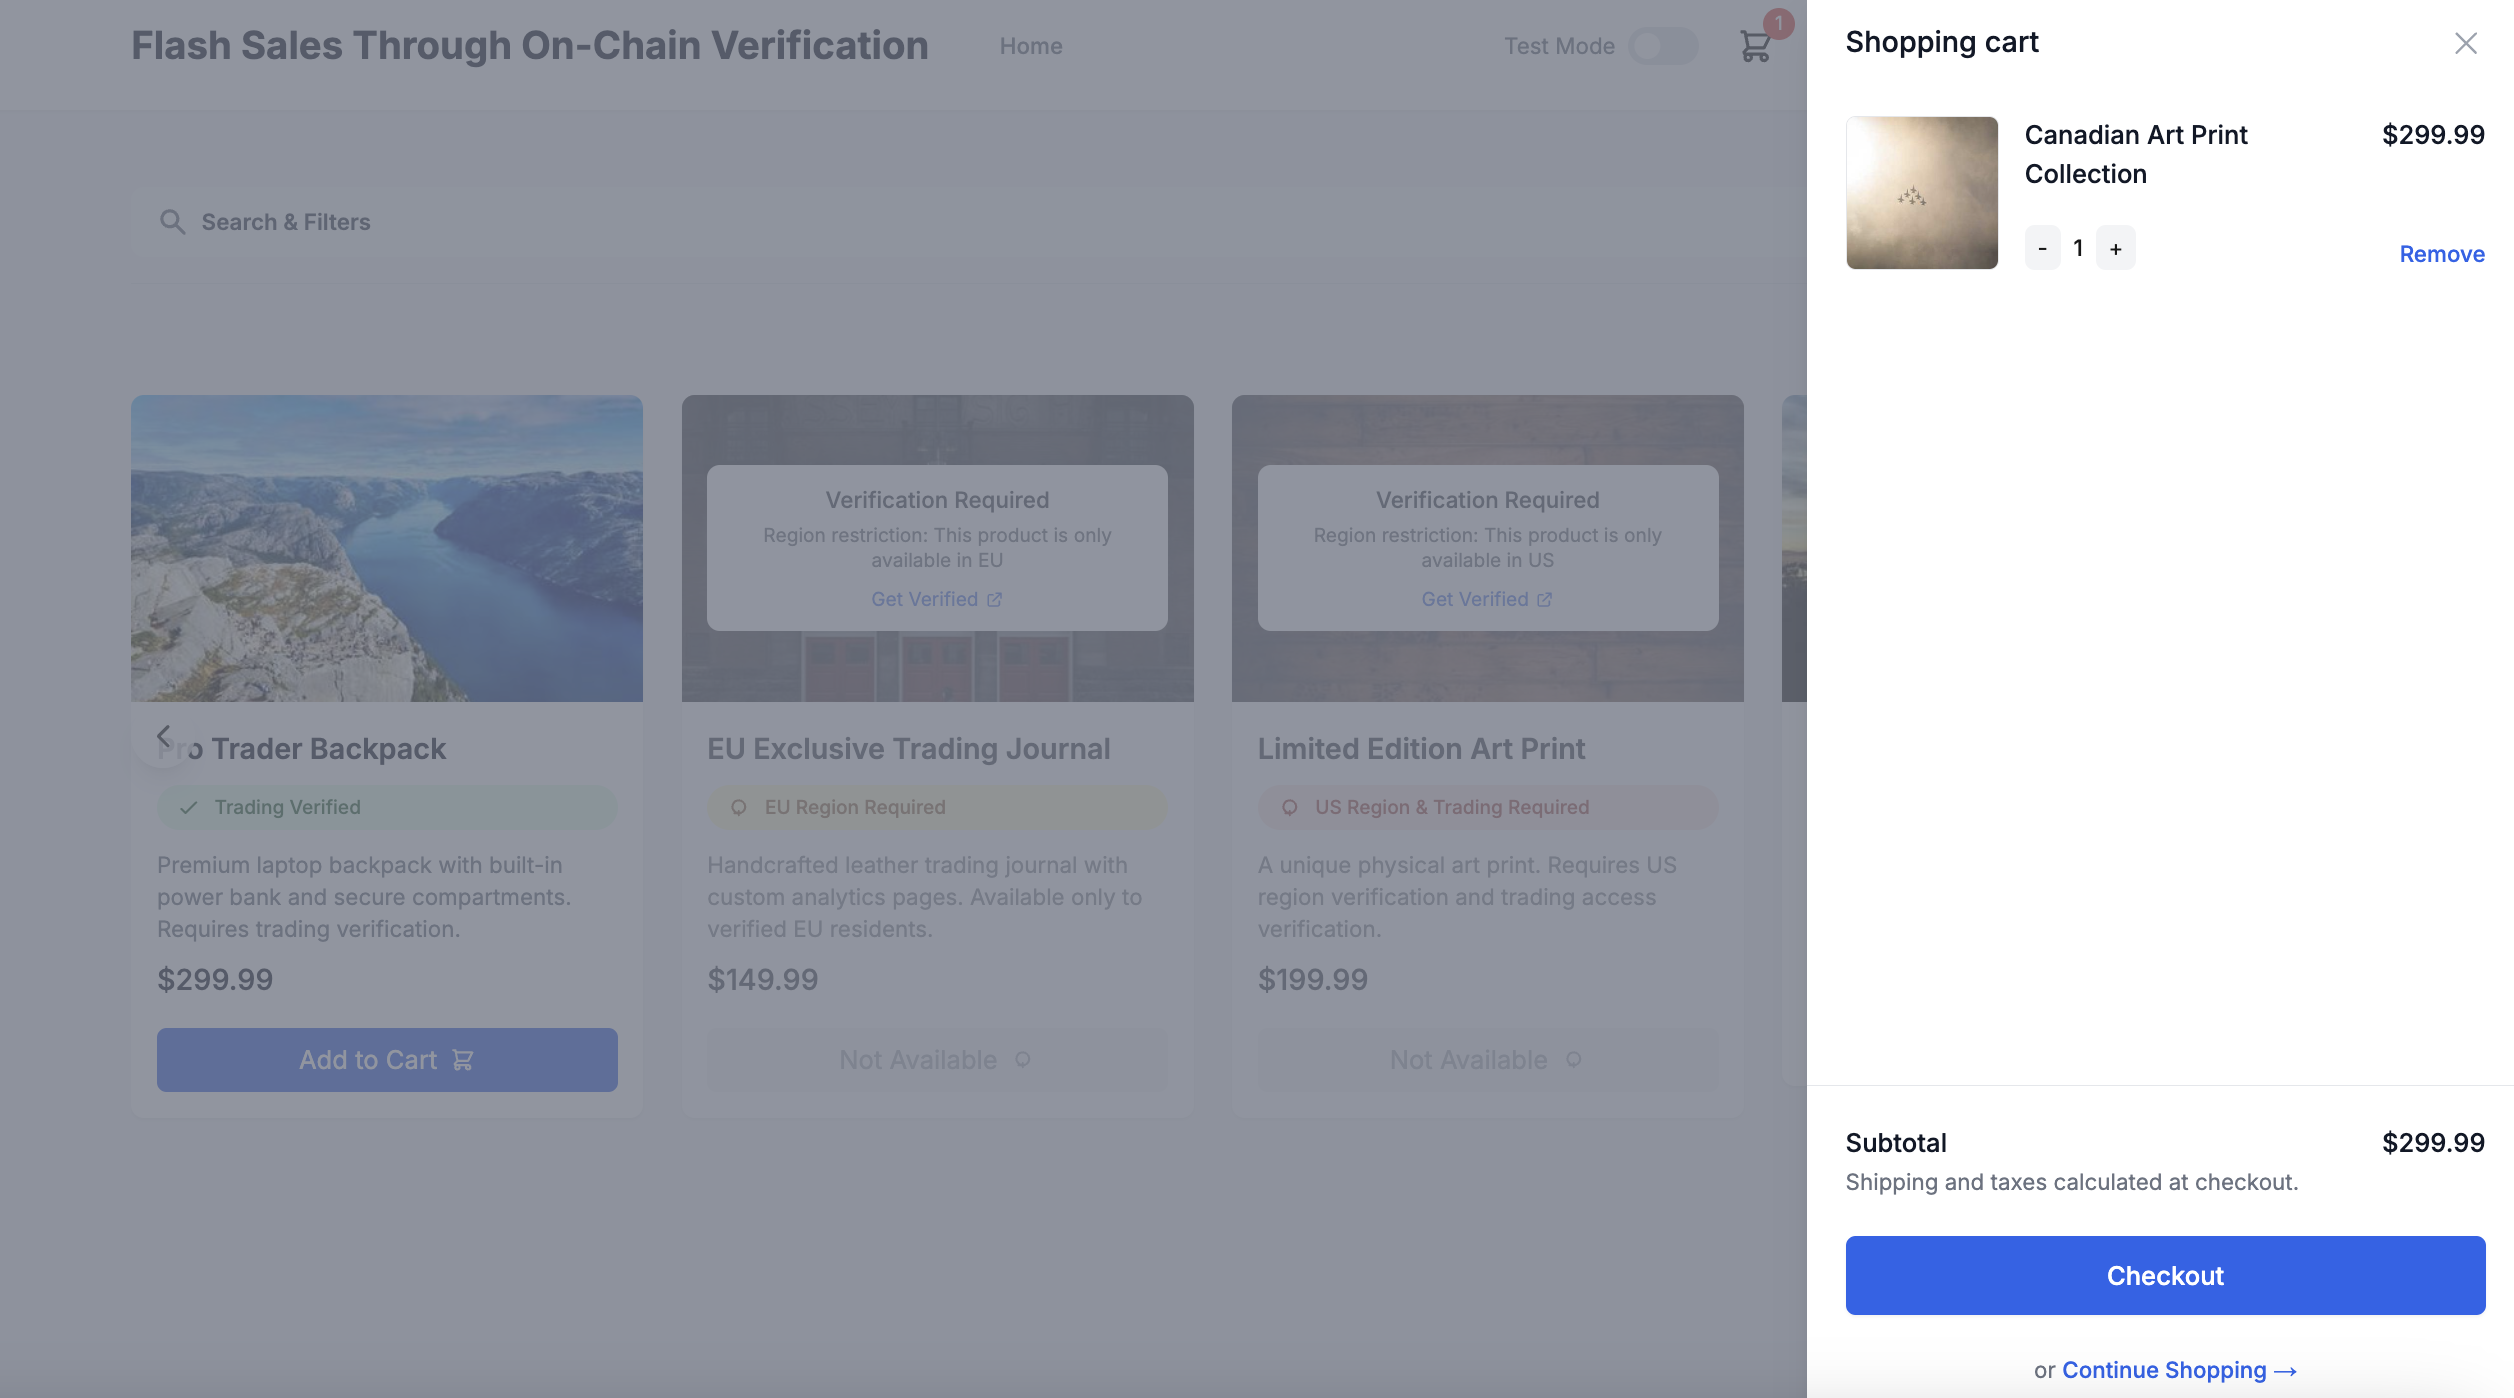 Flash Sales Through On-Chain Verification
Home
Test Mode
1
Search & Filters
Pro Trader Backpack
Trading Verified
Premium laptop backpack with built-in
power bank and secure compartments.
Requires trading verification.
$299.99
Add to Cart
Verification Required
Region restriction: This product is only
available in EU
Get Verified
EU Exclusive Trading Journal
EU Region Required
Handcrafted leather trading journal with
custom analytics pages. Available only to
verified EU residents.
$149.99
Not Available
Verification Required
Region restriction: This product is only
available in US
Get Verified
Limited Edition Art Print
US Region & Trading Required
A unique physical art print. Requires US
region verification and trading access
verification.
$199.99
Not Available
Shopping cart
Canadian Art Print
Collection
$299.99
- 1 +
Remove
Subtotal
$299.99
Shipping and taxes calculated at checkout.
Checkout
or Continue Shopping →